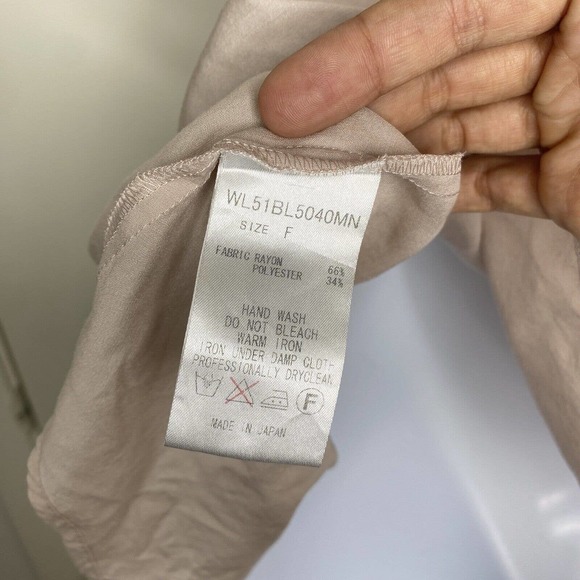 WL51BL5040MN
SIZE F
FABRIC RAYON 66%
POLYESTER 34%
HAND WASH
DO NOT BLEACH
WARM IRON
IRON UNDER DAMP CLOTH
PROFESSIONALLY DRYCLEAN
F
MADE IN JAPAN